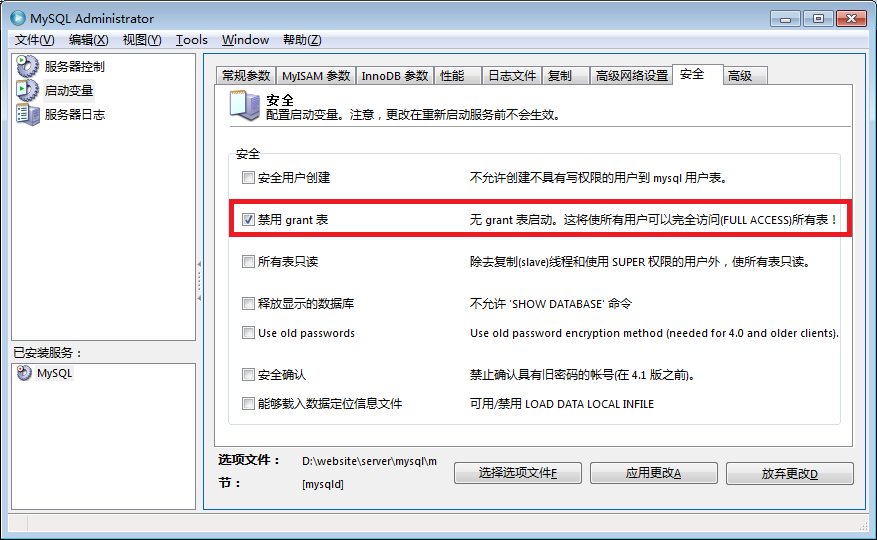 MySQL Administrator
文件(V) 编辑(X) 视图(Y) Tools Window 帮助(Z)
服务器控制
启动变量
服务器日志
已安装服务：
MySQL
常规参数 MyISAM 参数 InnoDB 参数 性能 日志文件 复制 高级网络设置 安全 高级
安全
配置启动变量。注意，更改在重新启动服务前不会生效。
安全
安全用户创建 不允许创建不具有写权限的用户到 mysql 用户表。
禁用 grant 表 无 grant 表启动。这将使所有用户可以完全访问(FULL ACCESS)所有表！
所有表只读 除去复制(slave)线程和使用 SUPER 权限的用户外，使所有表只读。
释放显示的数据库 不允许 'SHOW DATABASE' 命令
Use old passwords Use old password encryption method (needed for 4.0 and older clients).
安全确认 禁止确认具有旧密码的帐号(在 4.1 版之前)。
能够载入数据定位信息文件 可用/禁用 LOAD DATA LOCAL INFILE
选项文件： D:\website\server\mysql\m
节： [mysqld]
选择选项文件F 应用更改A 放弃更改D